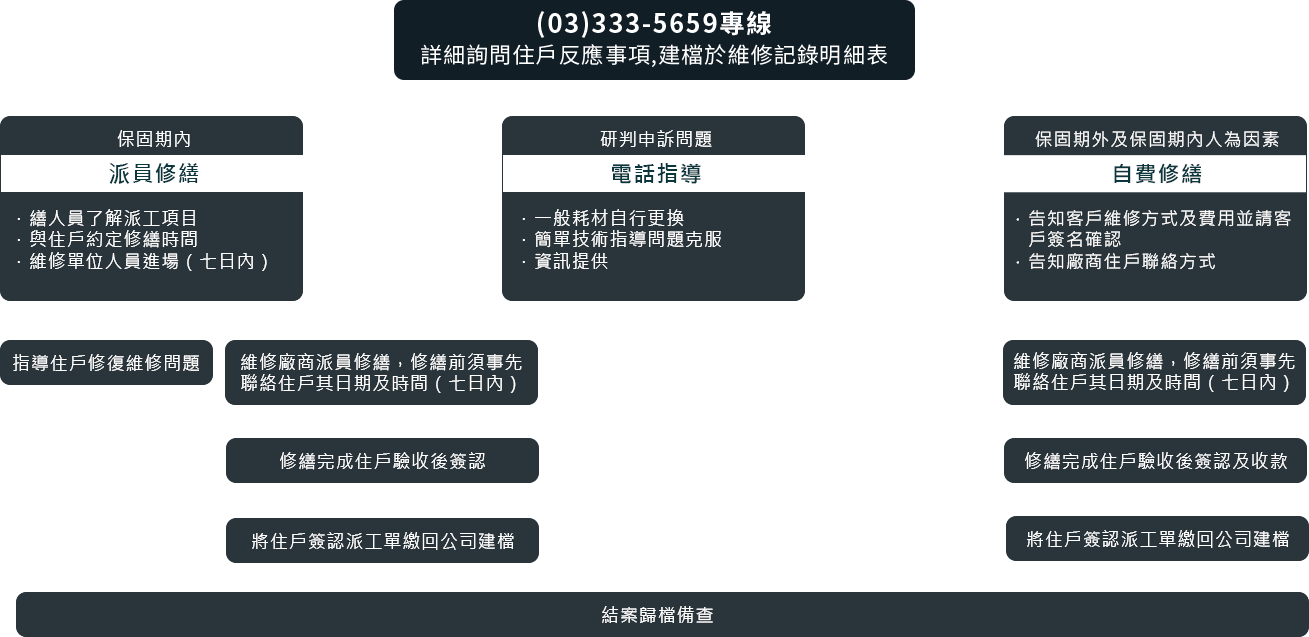 (03)333-5659專線
詳細詢問住戶反應事項,建檔於維修記錄明細表
保固期內
派員修繕
· 繕人員了解派工項目
· 與住戶約定修繕時間
· 維修單位人員進場（七日內）
研判申訴問題
電話指導
· 一般耗材自行更換
· 簡單技術指導問題克服
· 資訊提供
保固期外及保固期內人為因素
自費修繕
· 告知客戶維修方式及費用並請客
戶簽名確認
· 告知廠商住戶聯絡方式
指導住戶修復維修問題
維修廠商派員修繕，修繕前須事先
聯絡住戶其日期及時間（七日內）
維修廠商派員修繕，修繕前須事先
聯絡住戶其日期及時間（七日內）
修繕完成住戶驗收後簽認
修繕完成住戶驗收後簽認及收款
將住戶簽認派工單繳回公司建檔
將住戶簽認派工單繳回公司建檔
結案歸檔備查